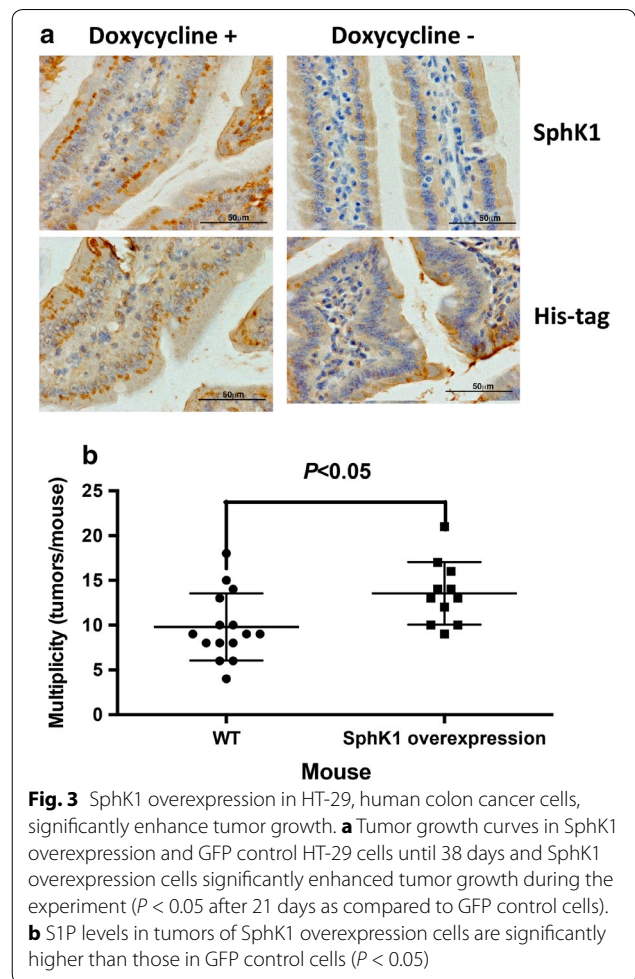 a
Doxycycline +
Doxycycline -
50μm
50μm
SphK1
50μm
50μm
His-tag
b
P<0.05
25
20
15
10
5
0
Multiplicity (tumors/mouse)
WT
SphK1 overexpression
Mouse
Fig. 3 SphK1 overexpression in HT-29, human colon cancer cells,
significantly enhance tumor growth. a Tumor growth curves in SphK1
overexpression and GFP control HT-29 cells until 38 days and SphK1
overexpression cells significantly enhanced tumor growth during the
experiment (P < 0.05 after 21 days as compared to GFP control cells).
b S1P levels in tumors of SphK1 overexpression cells are significantly
higher than those in GFP control cells (P < 0.05)